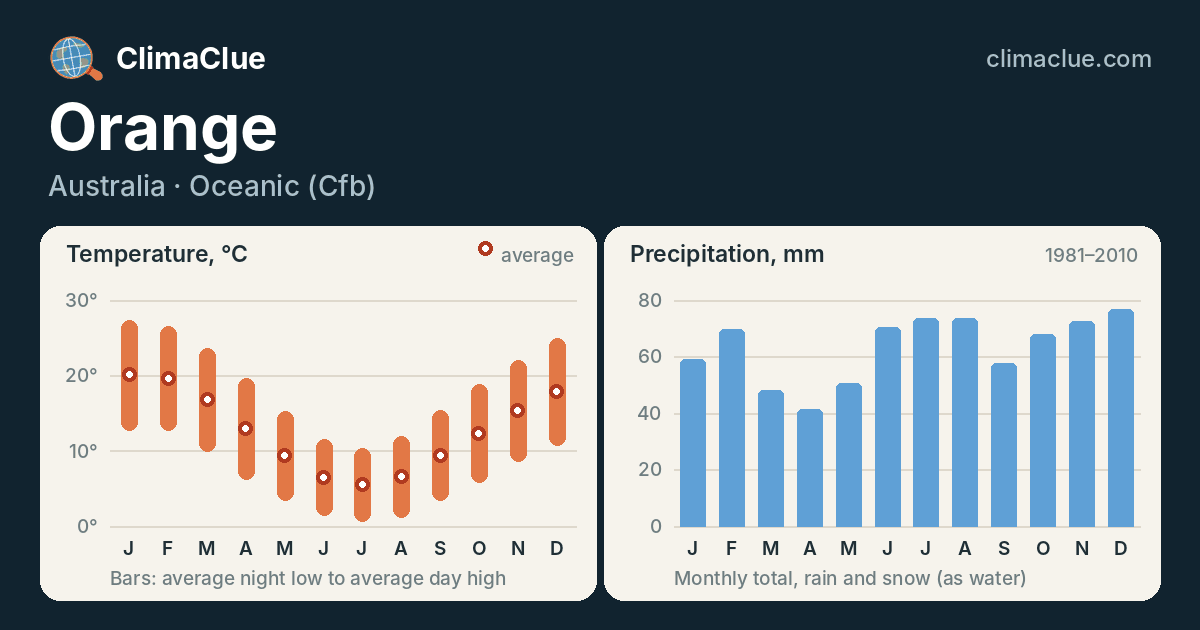 ClimaClue
climaclue.com
Orange
Australia · Oceanic (Cfb)
Temperature, °C
average
30°
20°
10°
0°
J F M A M J J A S O N D
Bars: average night low to average day high
Precipitation, mm
1981–2010
80
60
40
20
0
J F M A M J J A S O N D
Monthly total, rain and snow (as water)